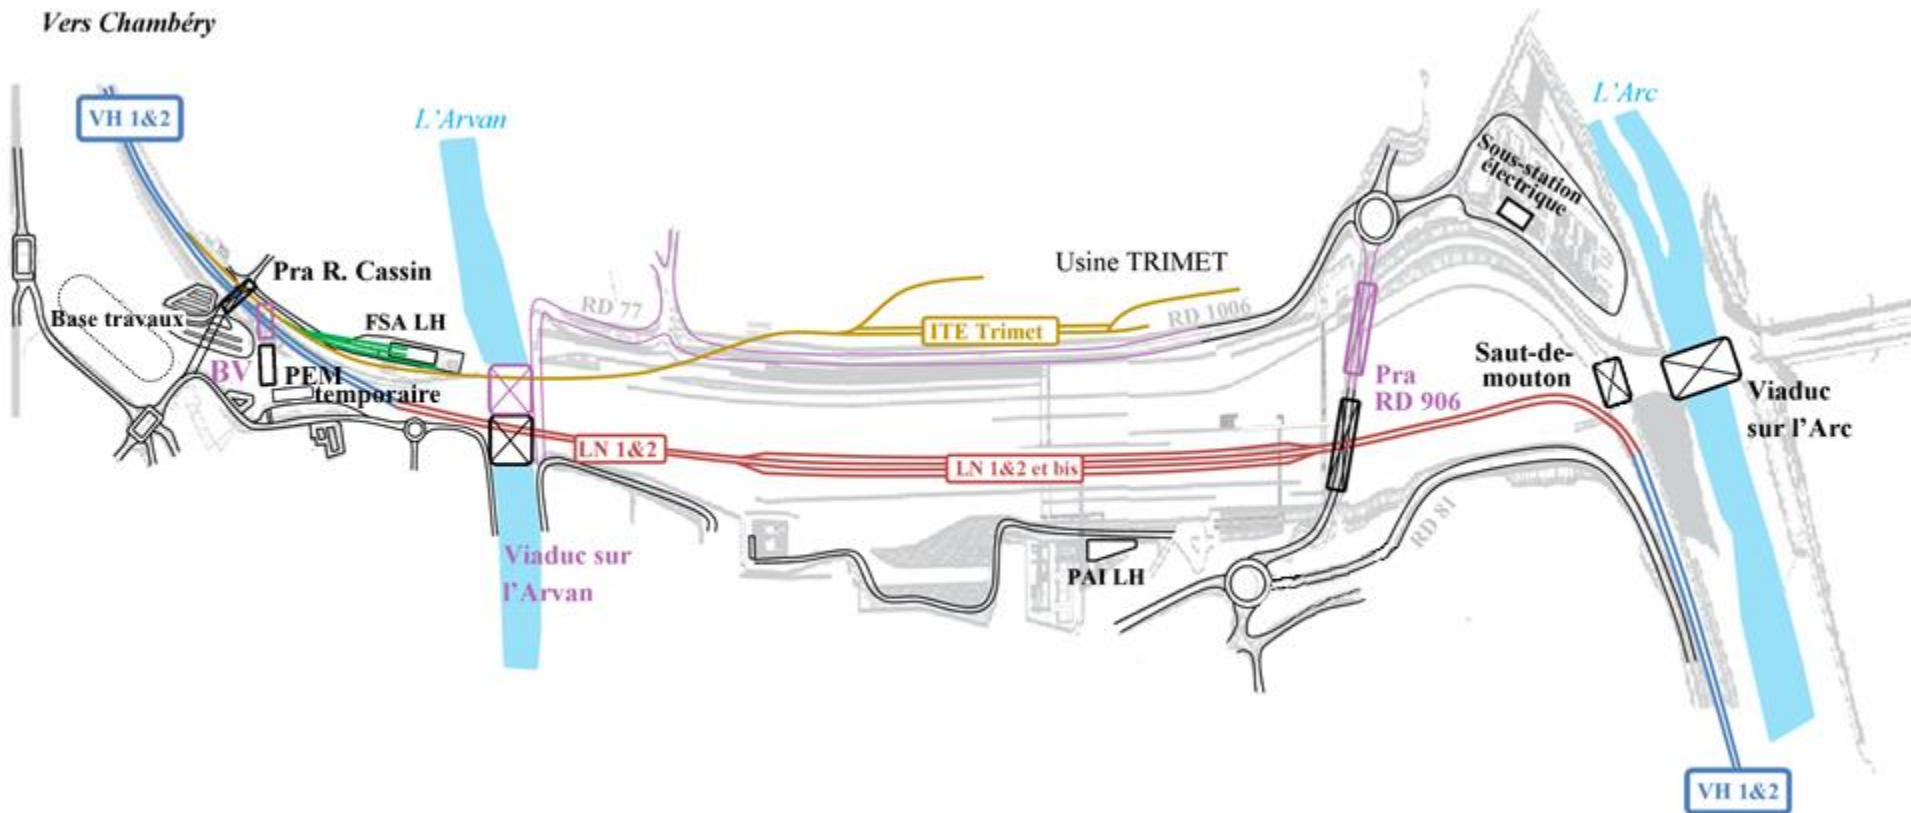 Vers Chambéry
VH 1&2
L'Arvan
L'Arc
Sous-station
électrique
Pra R. Cassin
Usine TRIMET
Base travaux
FSA LH
RD 77
ITE Trimet
RD 1006
BV
PEM
temporaire
Pra
RD 906
Saut-de-
mouton
Viaduc
sur l'Arc
LN 1&2
LN 1&2 et bis
RD 81
Viaduc sur
l'Arvan
PAI LH
VH 1&2